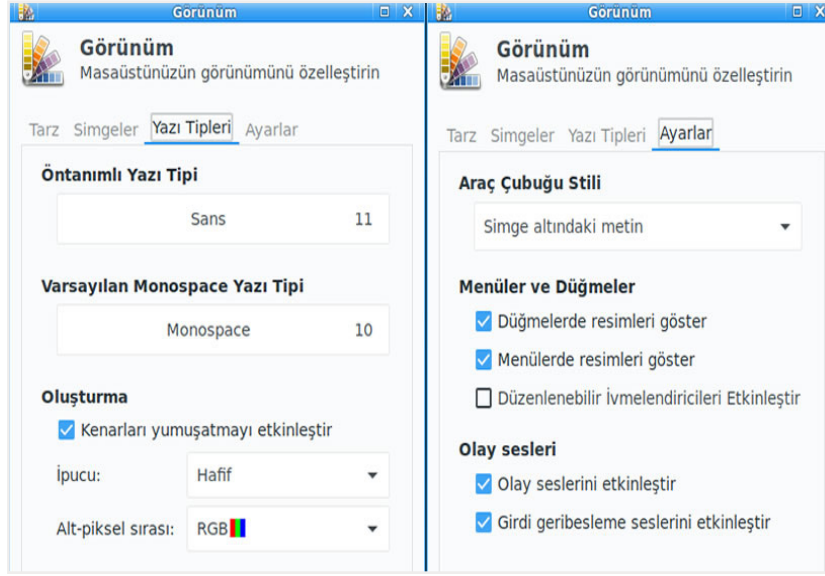 Görünüm
Görünüm
Masaüstünüzün görünümünü özelleştirin
Tarz Simgeler Yazı Tipleri Ayarlar
Öntanımlı Yazı Tipi
Sans 11
Varsayılan Monospace Yazı Tipi
Monospace 10
Oluşturma
Kenarları yumuşatmayı etkinleştir
İpucu: Hafif
Alt-piksel sırası: RGB
Görünüm
Görünüm
Masaüstünüzün görünümünü özelleştirin
Tarz Simgeler Yazı Tipleri Ayarlar
Araç Çubuğu Stili
Simge altındaki metin
Menüler ve Düğmeler
Düğmelerde resimleri göster
Menülerde resimleri göster
Düzenlenebilir İvmelendiricileri Etkinleştir
Olay sesleri
Olay seslerini etkinleştir
Girdi geribesleme seslerini etkinleştir